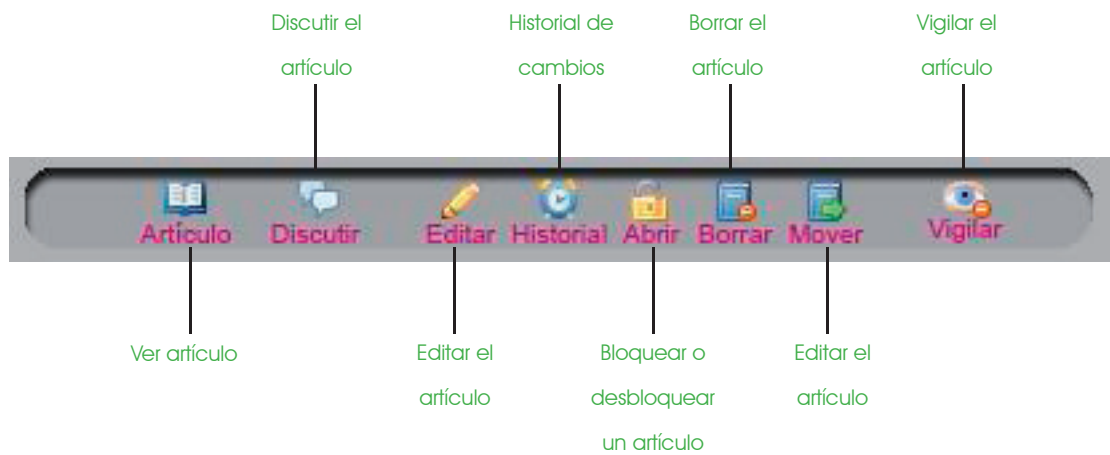 Discutir el
artículo
Historial de
cambios
Borrar el
artículo
Vigilar el
artículo
Artículo
Discutir
Editar
Historial
Abrir
Borrar
Mover
Vigilar
Ver artículo
Editar el
artículo
Bloquear o
desbloquear
un artículo
Editar el
artículo